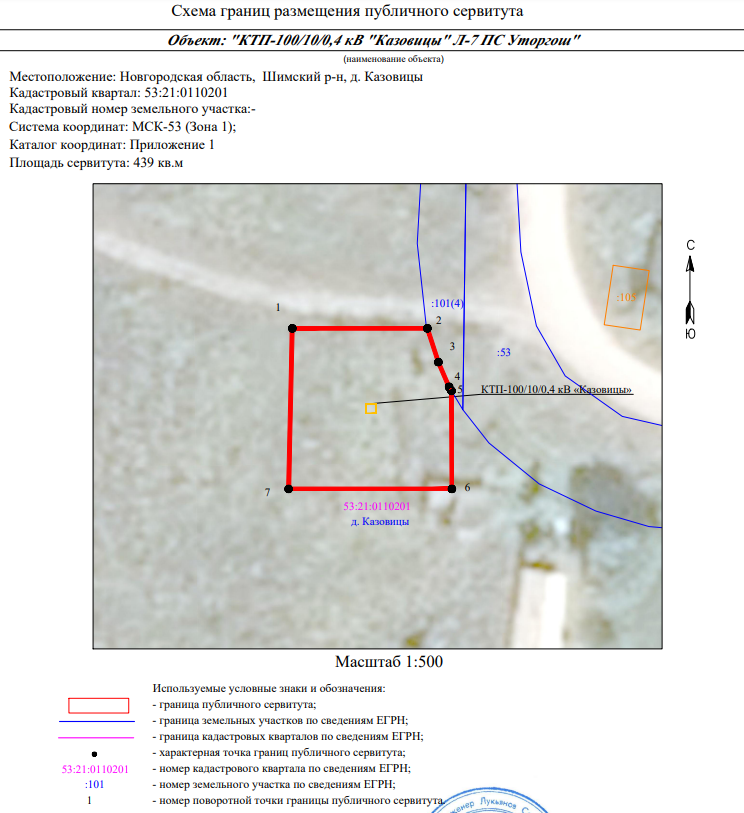 Схема границ размещения публичного сервитута
Объект: "КТП-100/10/0,4 кВ "Казовицы" Л-7 ПС Уторгош"
(наименование объекта)
Местоположение: Новгородская область, Шимский р-н, д. Казовицы
Кадастровый квартал: 53:21:0110201
Кадастровый номер земельного участка:-
Система координат: МСК-53 (Зона 1);
Каталог координат: Приложение 1
Площадь сервитута: 439 кв.м
С
Ю
:105
:101(4)
1
2
3
:53
4
5
КТП-100/10/0,4 кВ «Казовицы»
7
6
53:21:0110201
д. Казовицы
Масштаб 1:500
Используемые условные знаки и обозначения:
- граница публичного сервитута;
- граница земельных участков по сведениям ЕГРН;
- граница кадастровых кварталов по сведениям ЕГРН;
- характерная точка границ публичного сервитута;
53:21:0110201 - номер кадастрового квартала по сведениям ЕГРН;
:101 - номер земельного участка по сведениям ЕГРН;
1 - номер поворотной точки границы публичного сервитута.
Лукьянов С